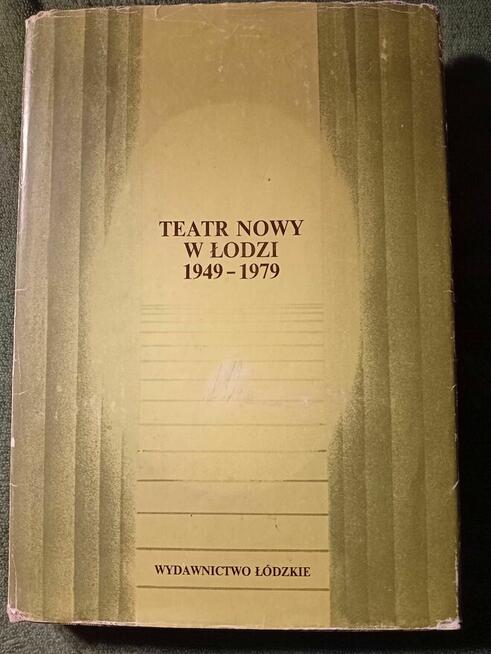 TEATR NOWY
W ŁODZI
1949-1979
WYDAWNICTWO ŁÓDZKIE